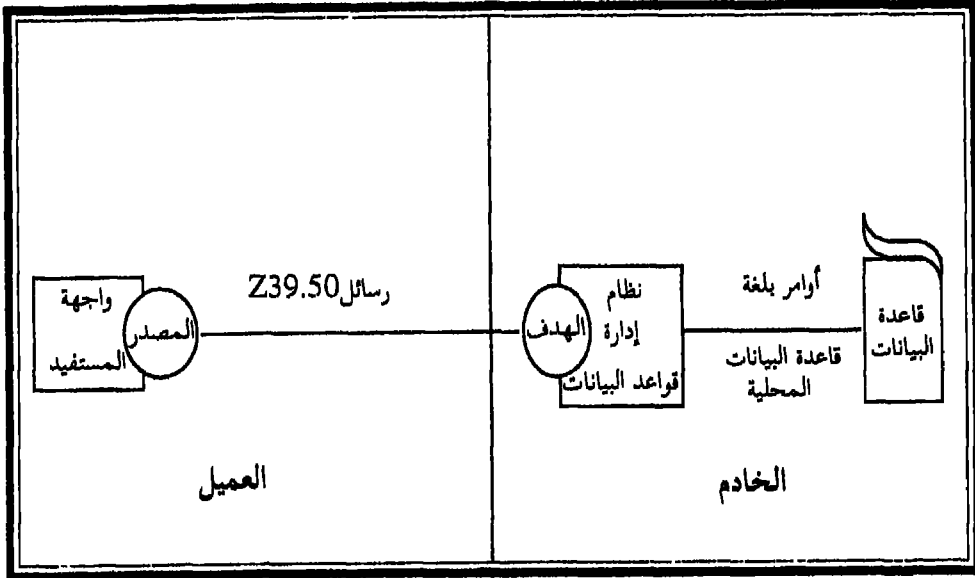 أوامر بلغة
قاعدة البيانات
المحلية
قاعدة
البيانات
نظام
إدارة
قواعد البيانات
الهدف
رسائل Z39.50
واجهة
المستفيد
المصدر
الخادم
العميل